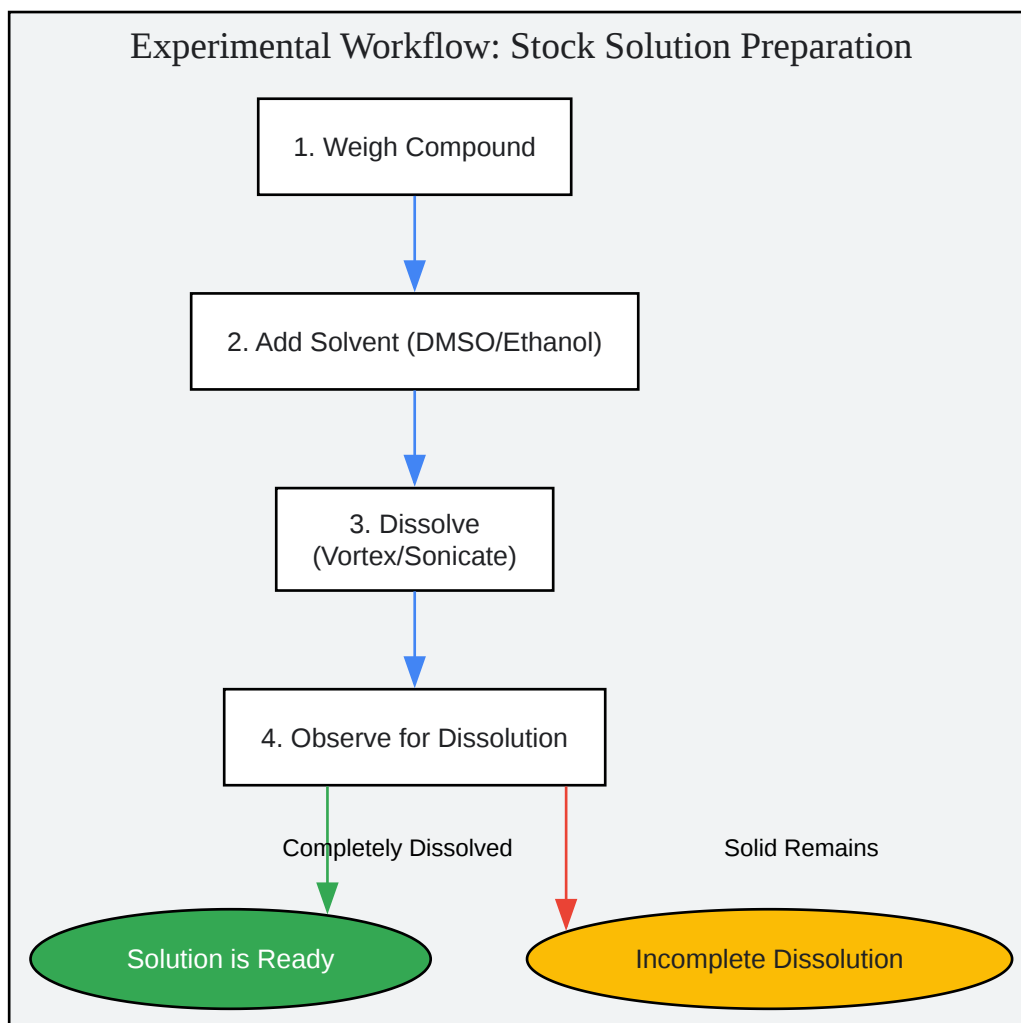 Experimental Workflow: Stock Solution Preparation
1. Weigh Compound
2. Add Solvent (DMSO/Ethanol)
3. Dissolve
(Vortex/Sonicate)
4. Observe for Dissolution
Completely Dissolved
Solid Remains
Solution is Ready
Incomplete Dissolution